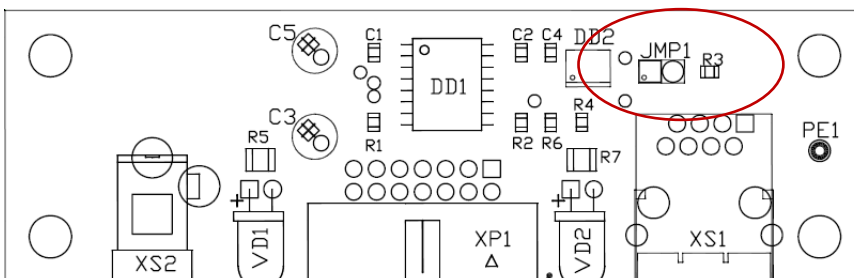 C5 C1 C2 C4 DD2 JMP1 R3
DD1
C3 R1 R2 R6 R4
PE1
R5 R7
+ +
VD1 VD2 XP1 XS1
XS2